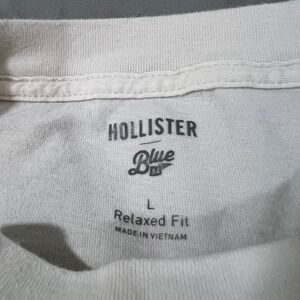 HOLLISTER
Blue
L
Relaxed Fit
MADE IN VIETNAM